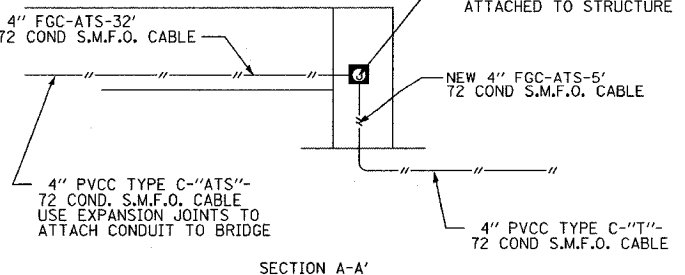 4" FGC-ATS-32'
72 COND S.M.F.O. CABLE
ATTACHED TO STRUCTURE
NEW 4" FGC-ATS-5'
72 COND S.M.F.O. CABLE
4" PVCC TYPE C-"ATS"-
72 COND. S.M.F.O. CABLE
USE EXPANSION JOINTS TO
ATTACH CONDUIT TO BRIDGE
4" PVCC TYPE C-"T"-
72 COND S.M.F.O. CABLE
SECTION A-A'